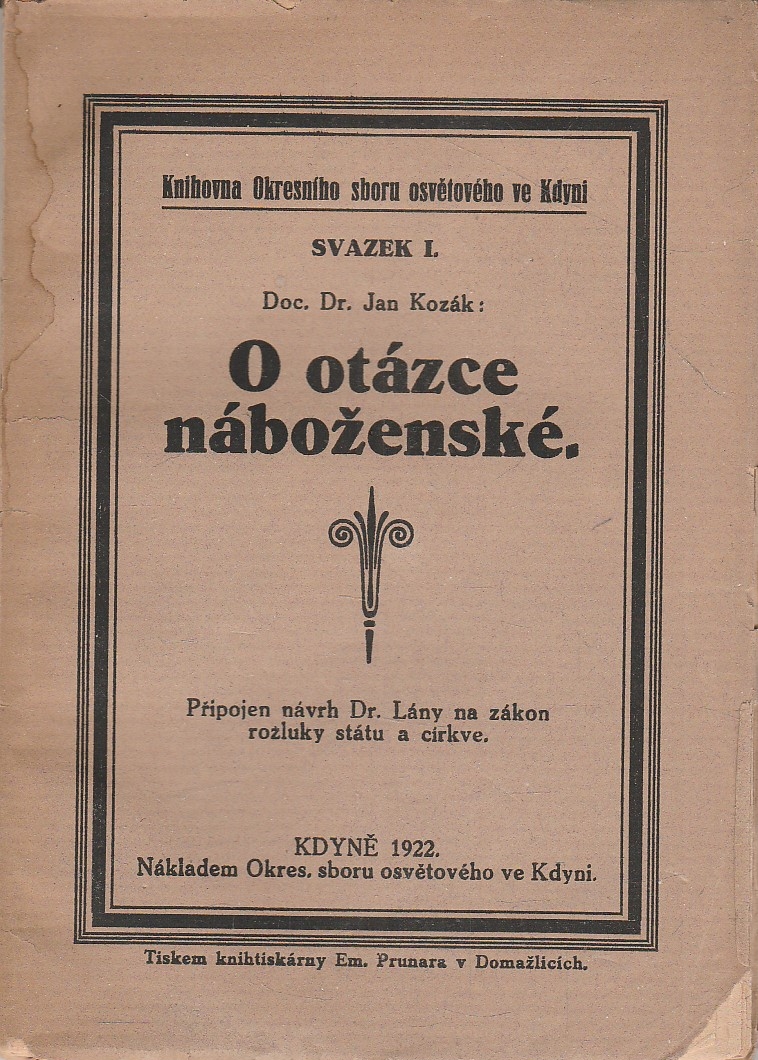 Knihovna Okresního sboru osvětového ve Kdyni
SVAZEK I.
Doc. Dr. Jan Kozák:
O otázce
náboženské.
Připojen návrh Dr. Lány na zákon
rozluky státu a církve.
KDYNĚ 1922.
Nákladem Okres. sboru osvětového ve Kdyni.
Tiskem knihtiskárny Em. Prunara v Domažlicích.